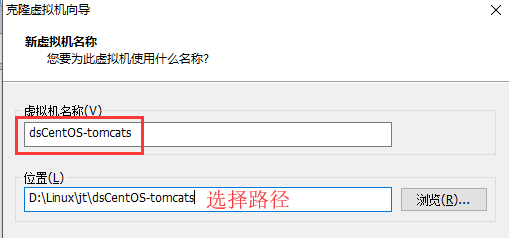 克隆虚拟机向导
新虚拟机名称
您要为此虚拟机使用什么名称?
虚拟机名称(V)
dsCentOS-tomcats
位置(L)
D:\Linux\jt\dsCentOS-tomcats 选择路径 浏览(R)...